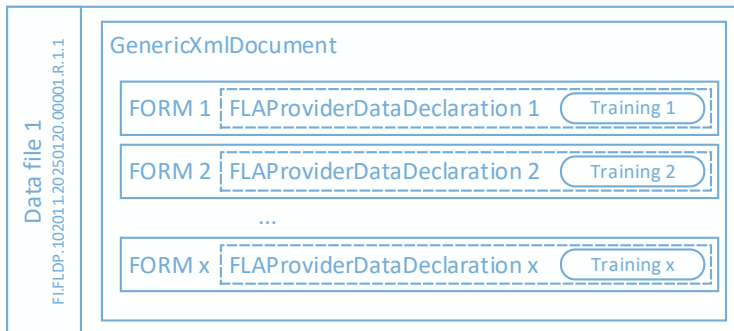 Data file 1
FI.FLDP.102011.20250120.00001.R.1.1
GenericXmlDocument
FORM 1 FLAProviderDataDeclaration 1 Training 1
FORM 2 FLAProviderDataDeclaration 2 Training 2
...
FORM x FLAProviderDataDeclaration x Training x